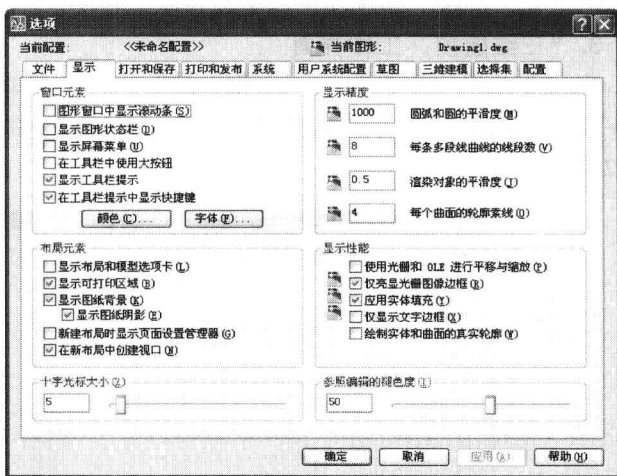 选项
当前配置: <<未命名配置>> 当前图形: Drawing1.dwg
文件 显示 打开和保存 打印和发布 系统 用户系统配置 草图 三维建模 选择集 配置
窗口元素
图形窗口中显示滚动条(S)
显示图形状态栏(D)
显示屏幕菜单(U)
在工具栏中使用大按钮
显示工具栏提示
在工具栏提示中显示快捷键
颜色(C)... 字体(F)...
显示精度
1000 圆弧和圆的平滑度(M)
8 每条多段线曲线的线段数(V)
0.5 渲染对象的平滑度(J)
4 每个曲面的轮廓素线(O)
布局元素
显示布局和模型选项卡(L)
显示可打印区域(B)
显示图纸背景(K)
显示图纸阴影(E)
新建布局时显示页面设置管理器(G)
在新布局中创建视口(N)
显示性能
使用光栅和 OLE 进行平移与缩放(P)
仅亮显光栅图像边框(R)
应用实体填充(Y)
仅显示文字边框(X)
绘制实体和曲面的真实轮廓(W)
十字光标大小(Z)
5
参照编辑的褪色度(I)
50
确定 取消 应用(A) 帮助(H)